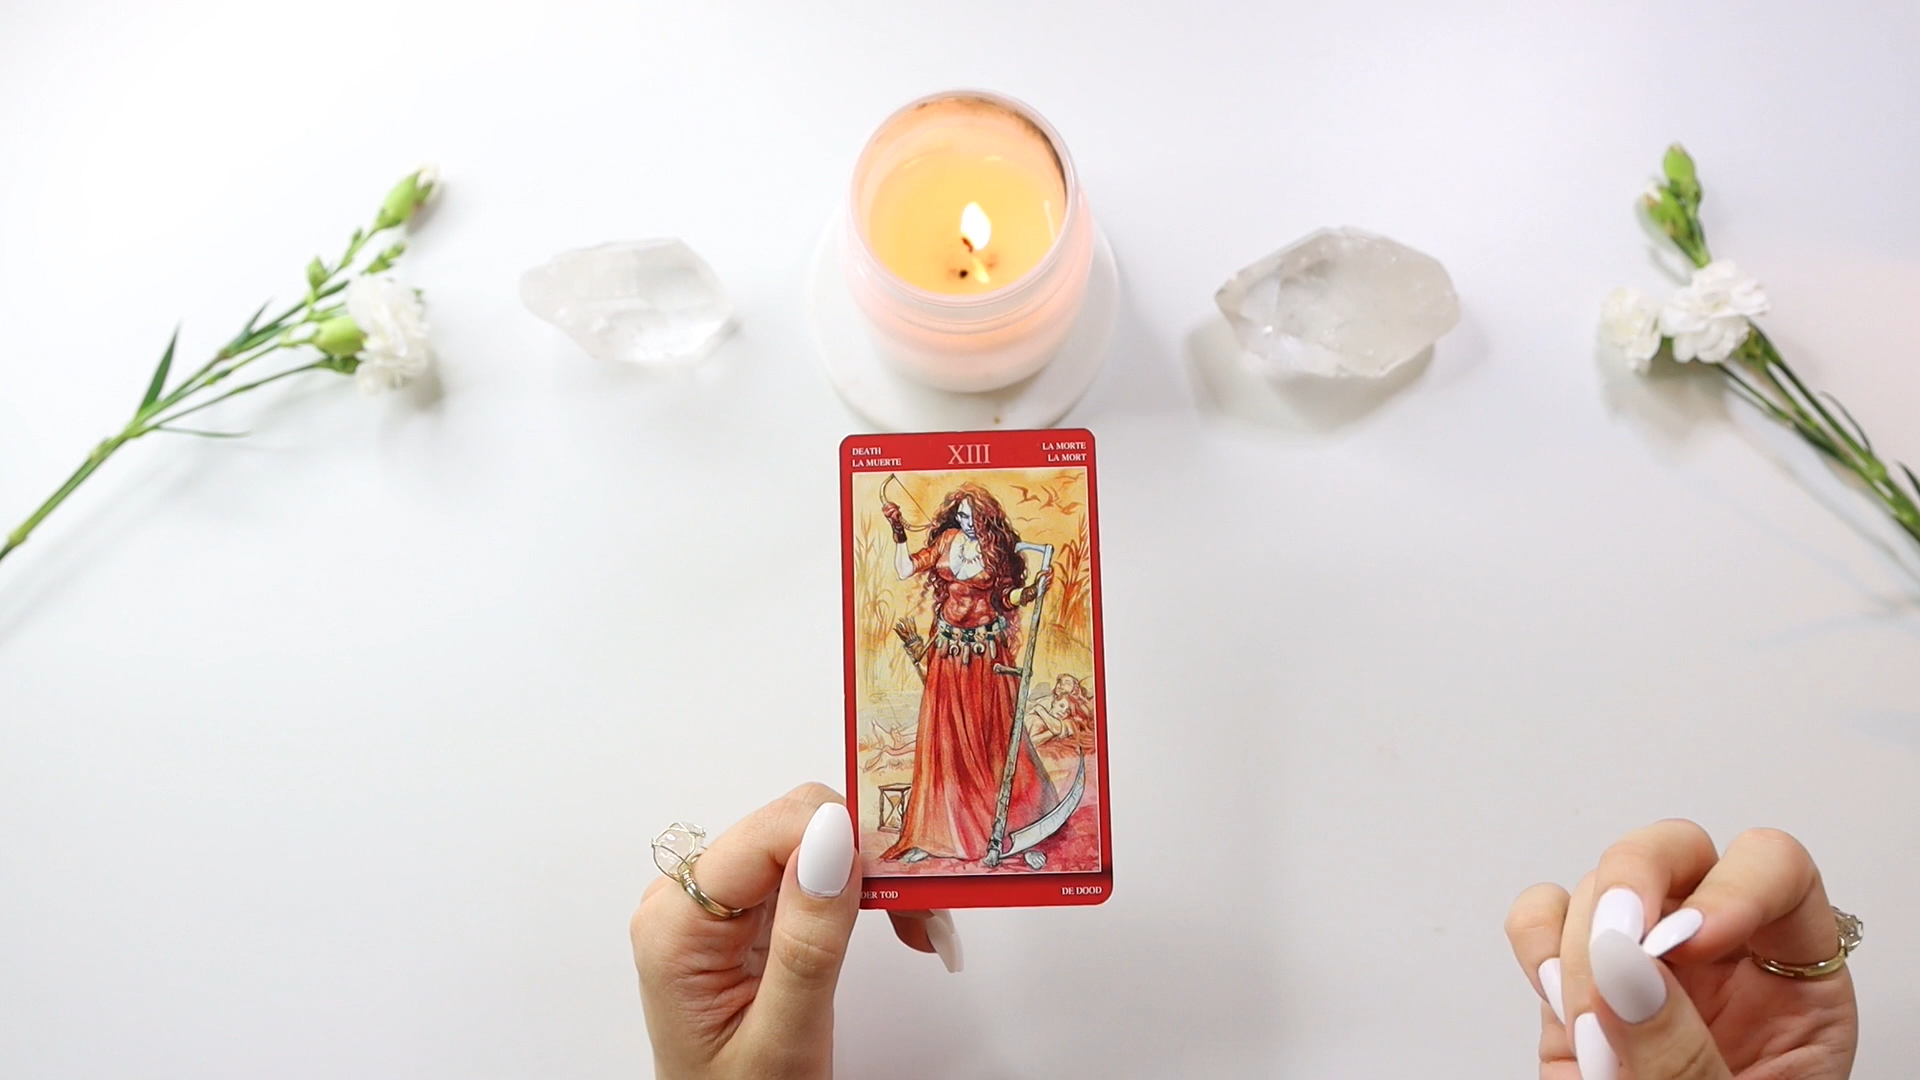 DEATH
LA MUERTE
XIII
LA MORTE
LA MORT
DER TOD
DE DOOD